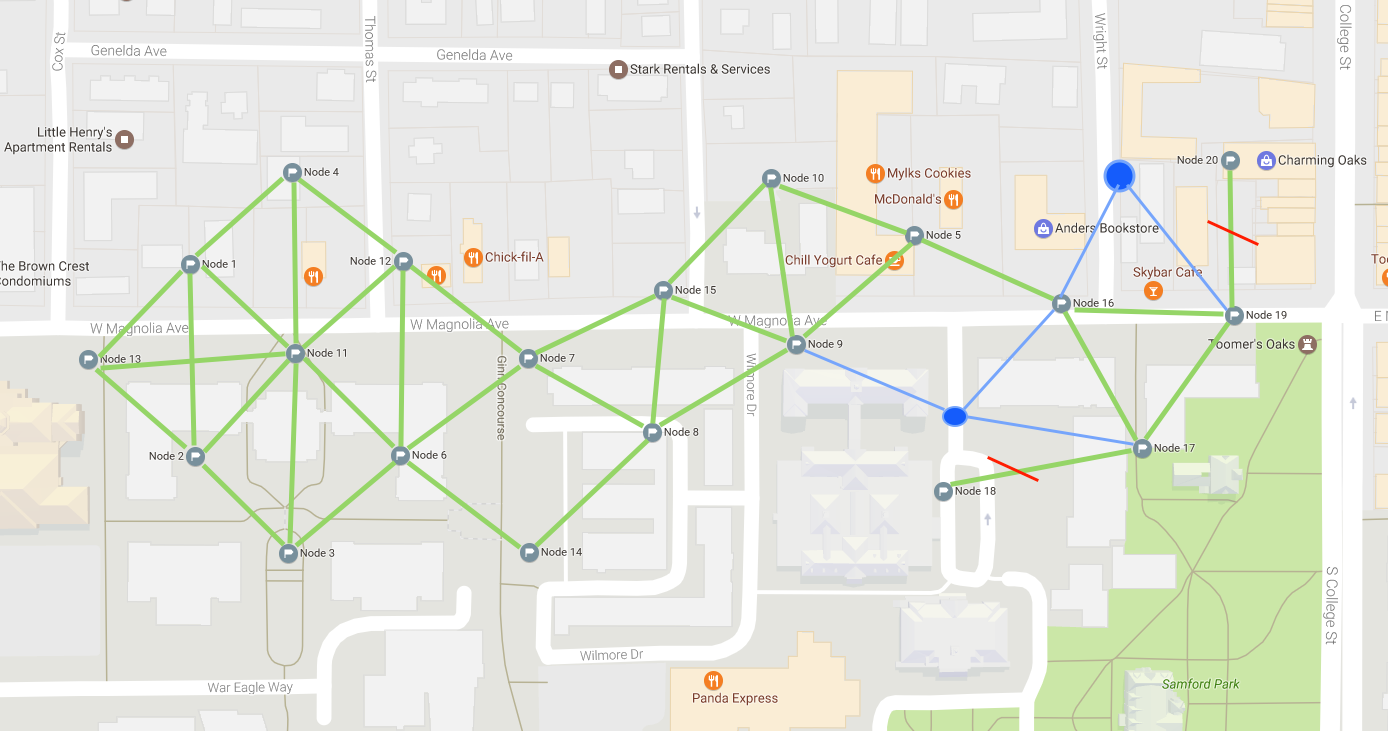 Cox St
Genelda Ave
Thomas St
Genelda Ave
Stark Rentals & Services
Wright St
College St
Little Henry's
Apartment Rentals
Node 4
Node 10
Mylks Cookies
McDonald's
Node 20
Charming Oaks
Node 1
Node 12
Chick-fil-A
Node 5
Anders Bookstore
The Brown Crest
Condominiums
Chill Yogurt Cafe
Skybar Cafe
Node 15
Node 16
W Magnolia Ave
W Magnolia Ave
W Magnolia Ave
Node 19
Node 13
Node 11
Node 7
Node 9
Toomer's Oaks
Ginn Concourse
Wilmore Dr
Node 2
Node 6
Node 8
Node 17
Node 18
Node 3
Node 14
S College St
Wilmore Dr
War Eagle Way
Panda Express
Samford Park